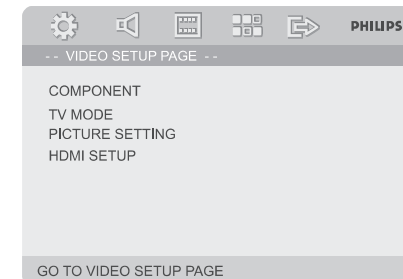 PHILIPS
-- VIDEO SETUP PAGE --
COMPONENT
TV MODE
PICTURE SETTING
HDMI SETUP
GO TO VIDEO SETUP PAGE